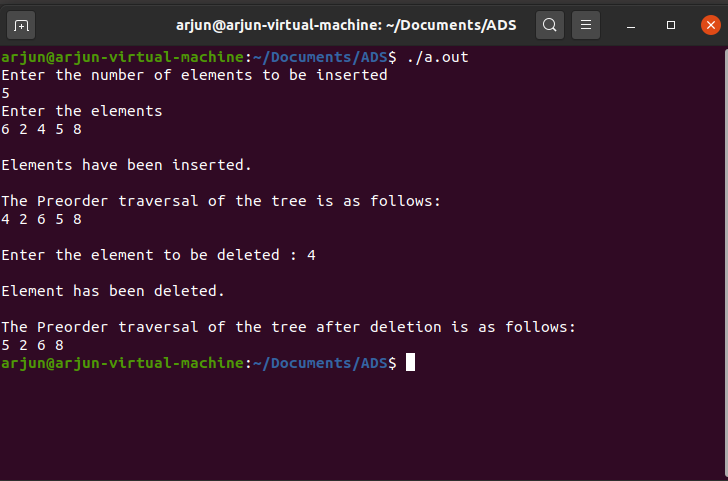 arjun@arjun-virtual-machine: ~/Documents/ADS
arjun@arjun-virtual-machine:~/Documents/ADS$ ./a.out
Enter the number of elements to be inserted
5
Enter the elements
6 2 4 5 8
Elements have been inserted.
The Preorder traversal of the tree is as follows:
4 2 6 5 8
Enter the element to be deleted : 4
Element has been deleted.
The Preorder traversal of the tree after deletion is as follows:
5 2 6 8
arjun@arjun-virtual-machine:~/Documents/ADS$